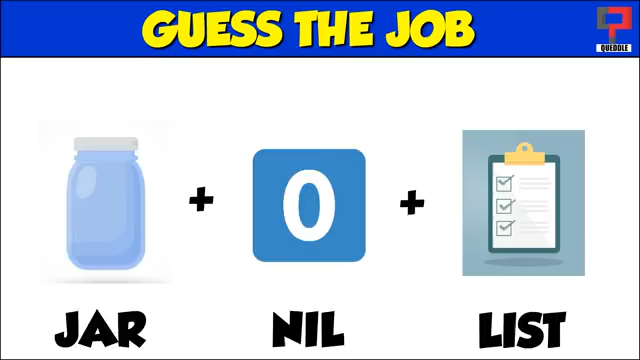 GUESS THE JOB
QUEDDLE
+ 0 +
JAR NIL LIST